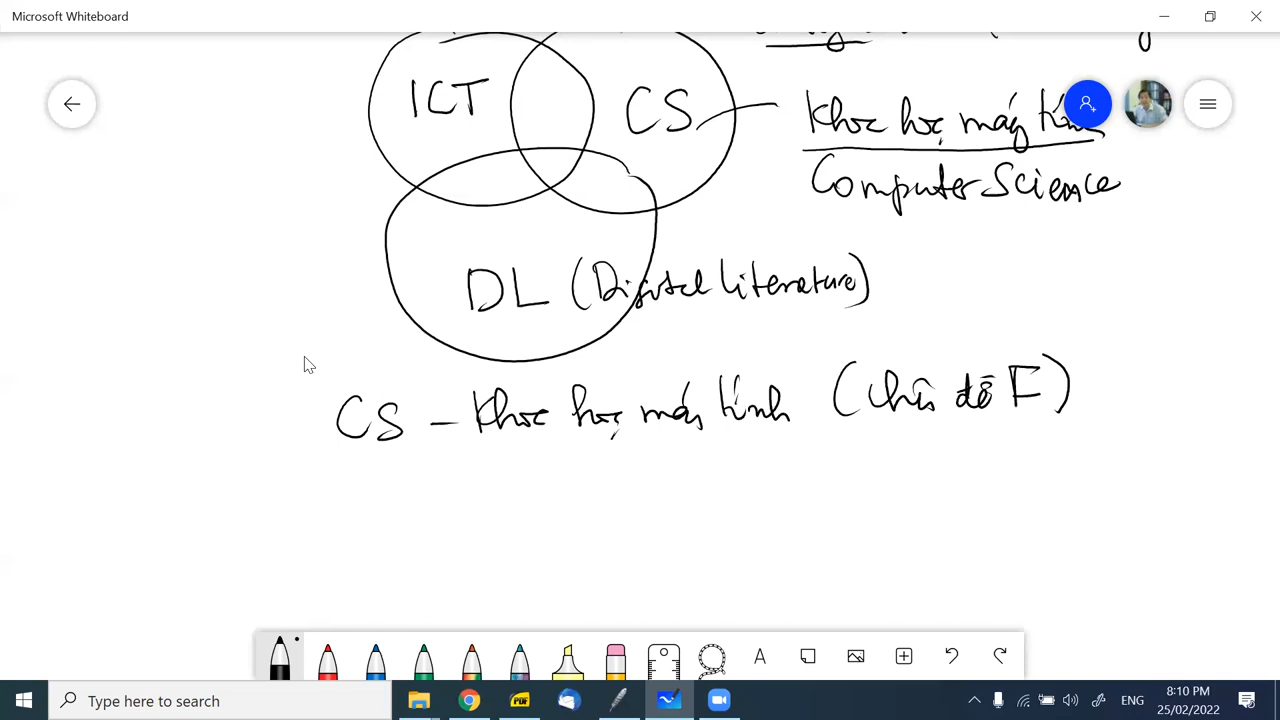 Microsoft Whiteboard
ICT
CS
Khoa học máy tính
Computer Science
DL (Digital literature)
CS - Khoa học máy tính (Chủ đề F)
Type here to search
PDF
ENG
8:10 PM
25/02/2022